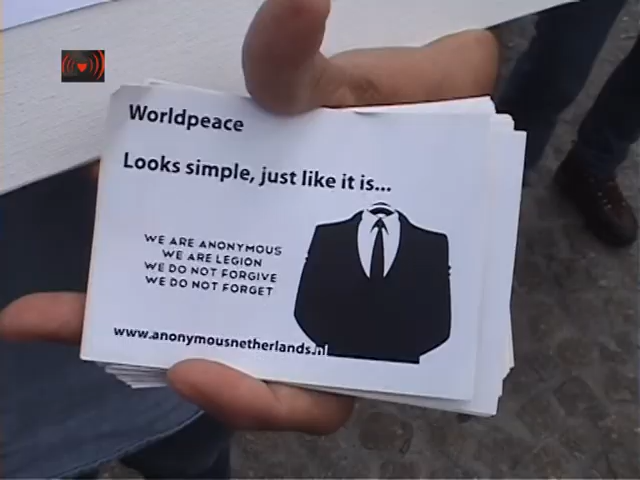 Worldpeace
Looks simple, just like it is...
WE ARE ANONYMOUS
WE ARE LEGION
WE DO NOT FORGIVE
WE DO NOT FORGET
www.anonymousnetherlands.nl